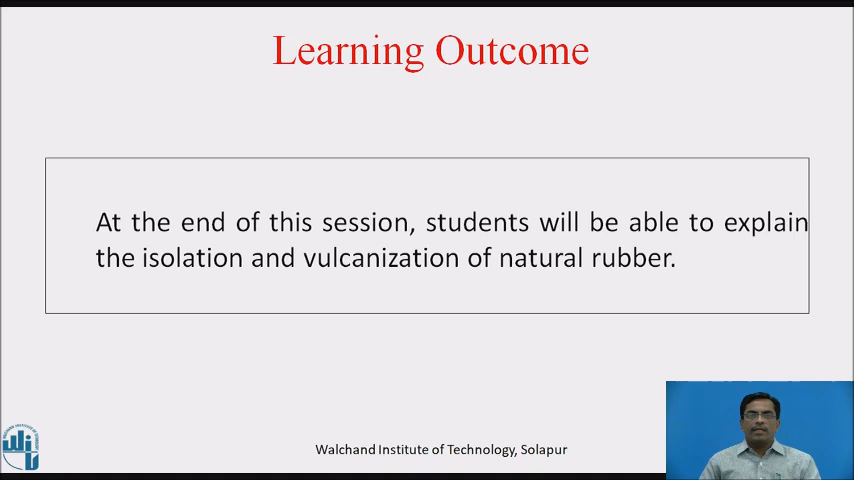 Learning Outcome
At the end of this session, students will be able to explain
the isolation and vulcanization of natural rubber.
Walchand Institute of Technology, Solapur